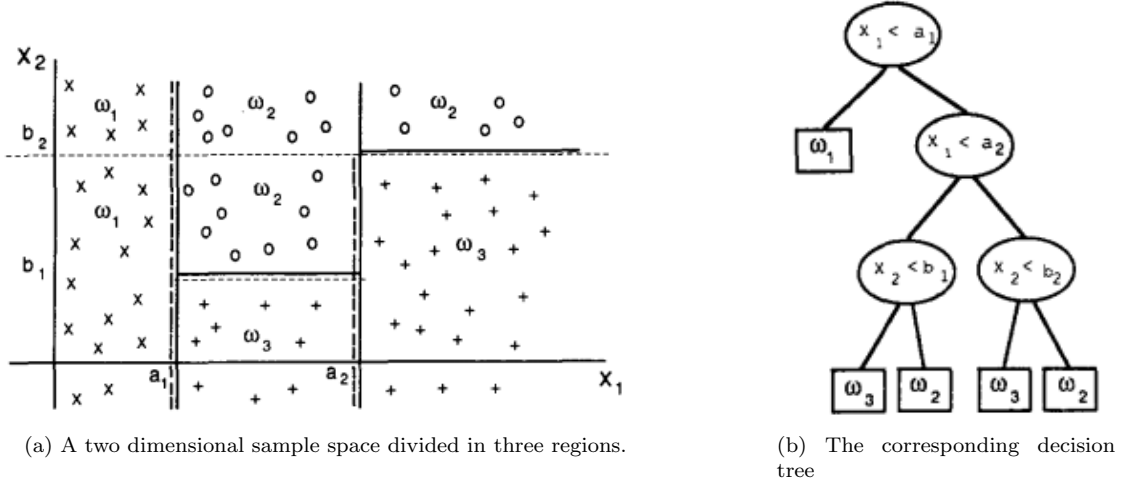 X₂
ω₁
ω₂
ω₂
b₂
ω₁
ω₂
b₁
ω₃
ω₃
a₁
a₂
X₁
(a) A two dimensional sample space divided in three regions.
x₁ < a₁
ω₁
x₁ < a₂
x₂ < b₁
x₂ < b₂
ω₃
ω₂
ω₃
ω₂
(b) The corresponding decision
tree